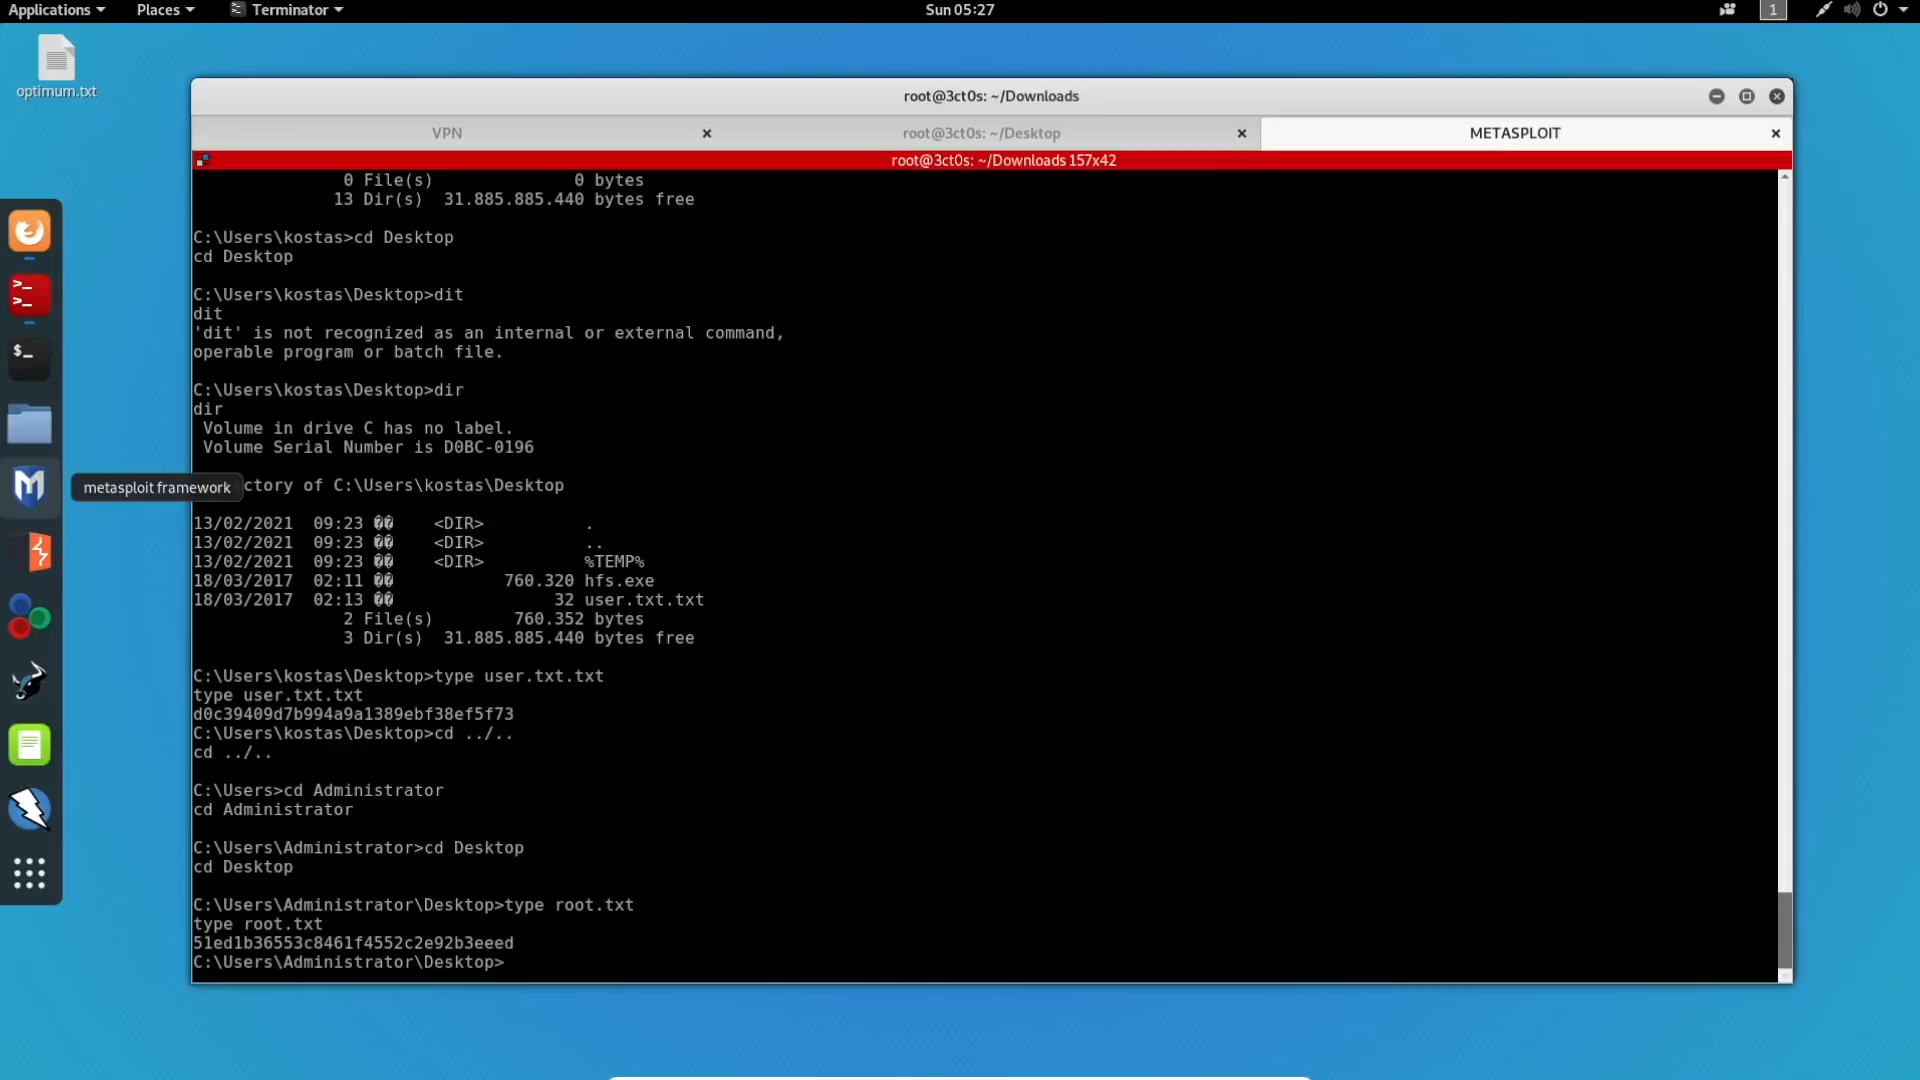 Applications Places Terminator Sun 05:27 1
optimum.txt
root@3ct0s: ~/Downloads
VPN root@3ct0s: ~/Desktop METASPLOIT
root@3ct0s: ~/Downloads 157x42
0 File(s) 0 bytes
13 Dir(s) 31.885.885.440 bytes free
C:\Users\kostas>cd Desktop
cd Desktop
C:\Users\kostas\Desktop>dit
dit
'dit' is not recognized as an internal or external command,
operable program or batch file.
C:\Users\kostas\Desktop>dir
dir
Volume in drive C has no label.
Volume Serial Number is D0BC-0196
metasploit framework
ctory of C:\Users\kostas\Desktop
13/02/2021 09:23 �� <DIR> .
13/02/2021 09:23 �� <DIR> ..
13/02/2021 09:23 �� <DIR> %TEMP%
18/03/2017 02:11 �� 760.320 hfs.exe
18/03/2017 02:13 �� 32 user.txt.txt
2 File(s) 760.352 bytes
3 Dir(s) 31.885.885.440 bytes free
C:\Users\kostas\Desktop>type user.txt.txt
type user.txt.txt
d0c39409d7b994a9a1389ebf38ef5f73
C:\Users\kostas\Desktop>cd ../..
cd ../..
C:\Users>cd Administrator
cd Administrator
C:\Users\Administrator>cd Desktop
cd Desktop
C:\Users\Administrator\Desktop>type root.txt
type root.txt
51ed1b36553c8461f4552c2e92b3eeed
C:\Users\Administrator\Desktop>